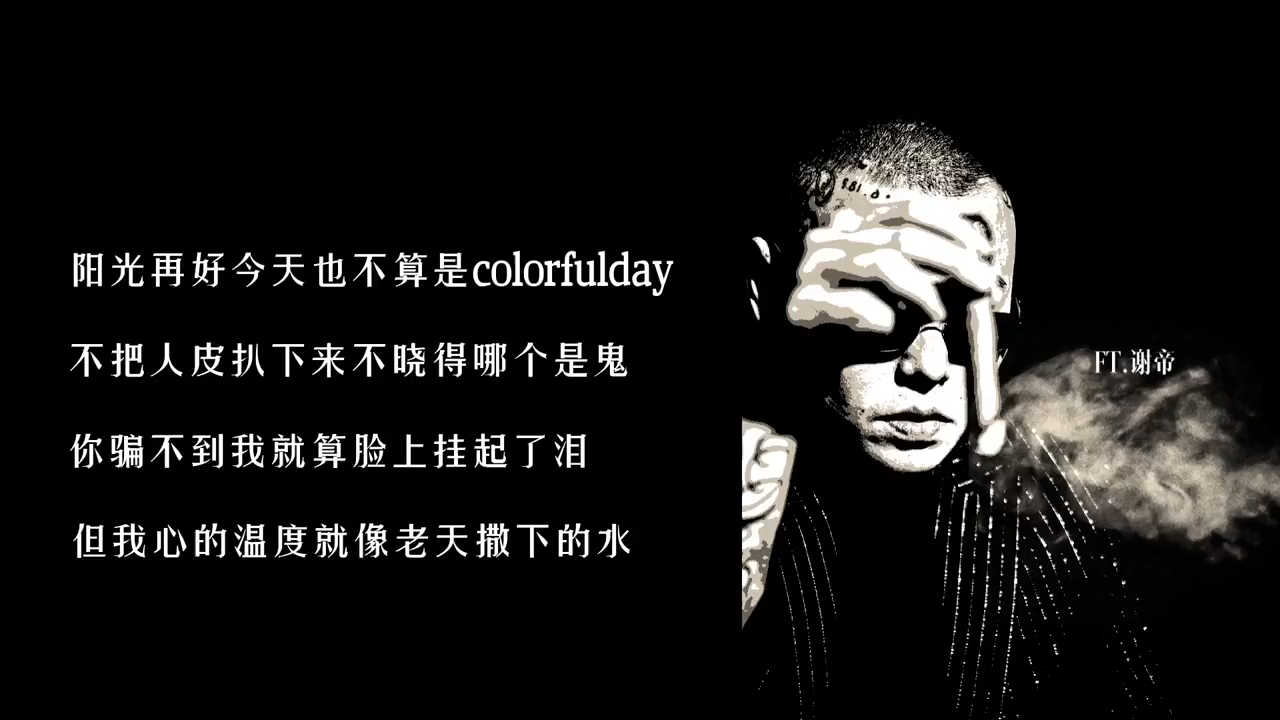 阳光再好今天也不算是colorfulday
不把人皮扒下来不晓得哪个是鬼
你骗不到我就算脸上挂起了泪
但我心的温度就像老天撒下的水
FT.谢帝